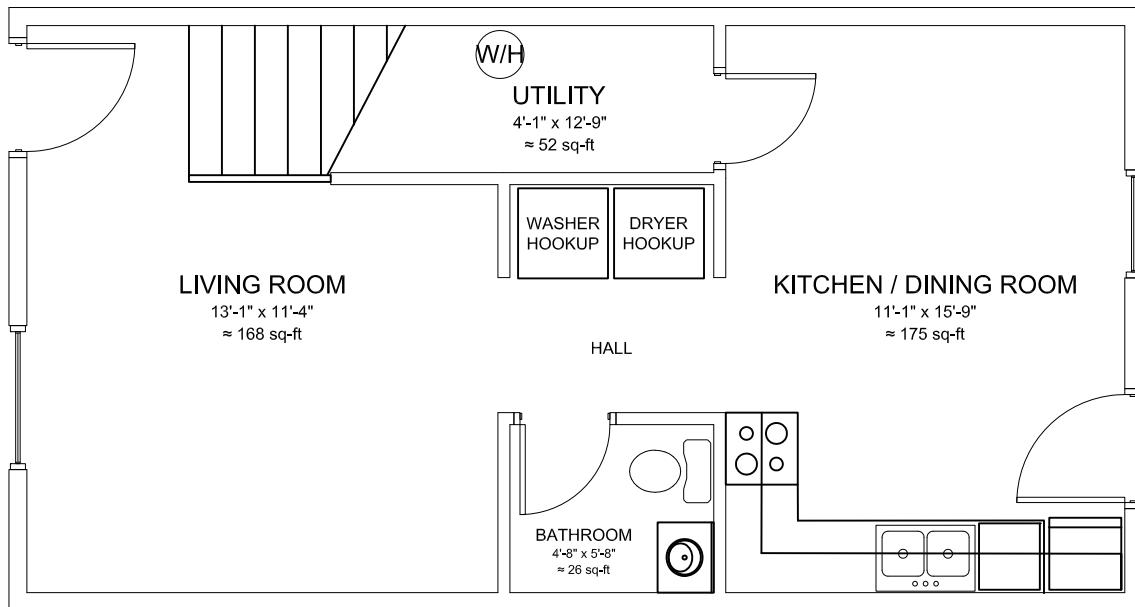 W/H
UTILITY
4'-1" x 12'-9"
≈ 52 sq-ft
WASHER
HOOKUP
DRYER
HOOKUP
LIVING ROOM
13'-1" x 11'-4"
≈ 168 sq-ft
KITCHEN / DINING ROOM
11'-1" x 15'-9"
≈ 175 sq-ft
HALL
BATHROOM
4'-8" x 5'-8"
≈ 26 sq-ft